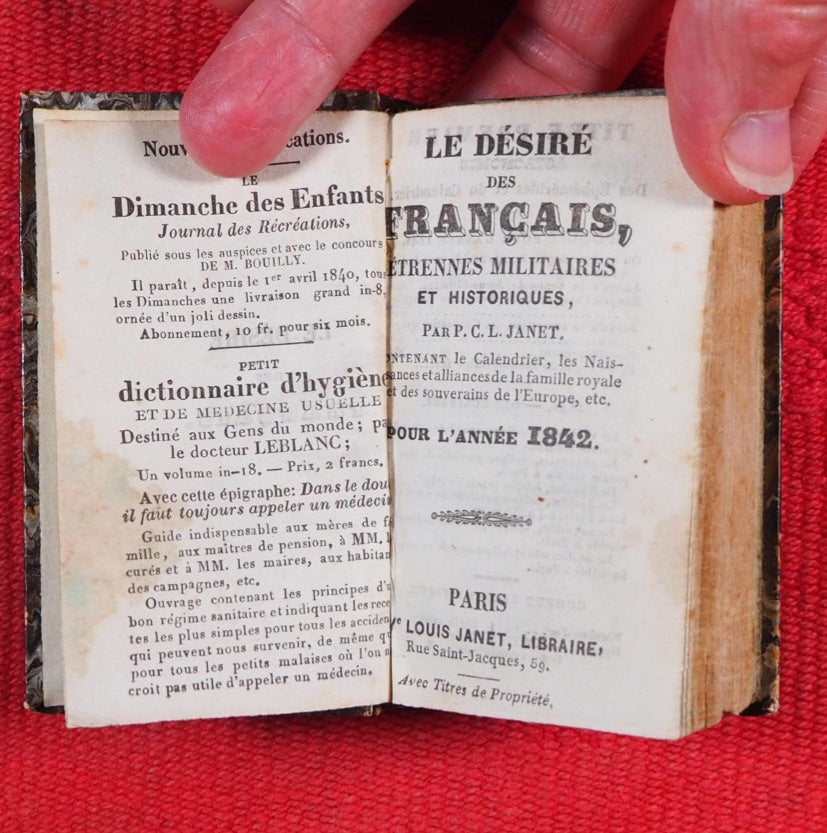 Nouv cations.
LE
Dimanche des Enfants
Journal des Récréations,
Publié sous les auspices et avec le concours
DE M. BOUILLY.
Il paraît, depuis le 1er avril 1840, tous
les Dimanches une livraison grand in-8,
ornée d'un joli dessin.
Abonnement, 10 fr. pour six mois.
PETIT
dictionnaire d'hygiène
ET DE MEDECINE USUELLE
Destiné aux Gens du monde; pa
le docteur LEBLANC;
Un volume in-18. — Prix, 2 francs.
Avec cette épigraphe: Dans le dou
il faut toujours appeler un médecin
Guide indispensable aux mères de fa
mille, aux maîtres de pension, à MM. l
curés et à MM. les maires, aux habitan
des campagnes, etc.
Ouvrage contenant les principes d'u
bon régime sanitaire et indiquant les rece
tes les plus simples pour tous les acciden
qui peuvent nous survenir, de même qu
pour tous les petits malaises où l'on n
croit pas utile d'appeler un médecin.
LE DÉSIRÉ
DES
FRANÇAIS,
ÉTRENNES MILITAIRES
ET HISTORIQUES,
PAR P. C. L. JANET.
ONTENANT le Calendrier, les Nais-
sances et alliances de la famille royale
et des souverains de l'Europe, etc.
POUR L'ANNÉE 1842.
PARIS
Ve LOUIS JANET, LIBRAIRE,
Rue Saint-Jacques, 59.
Avec Titres de Propriété.